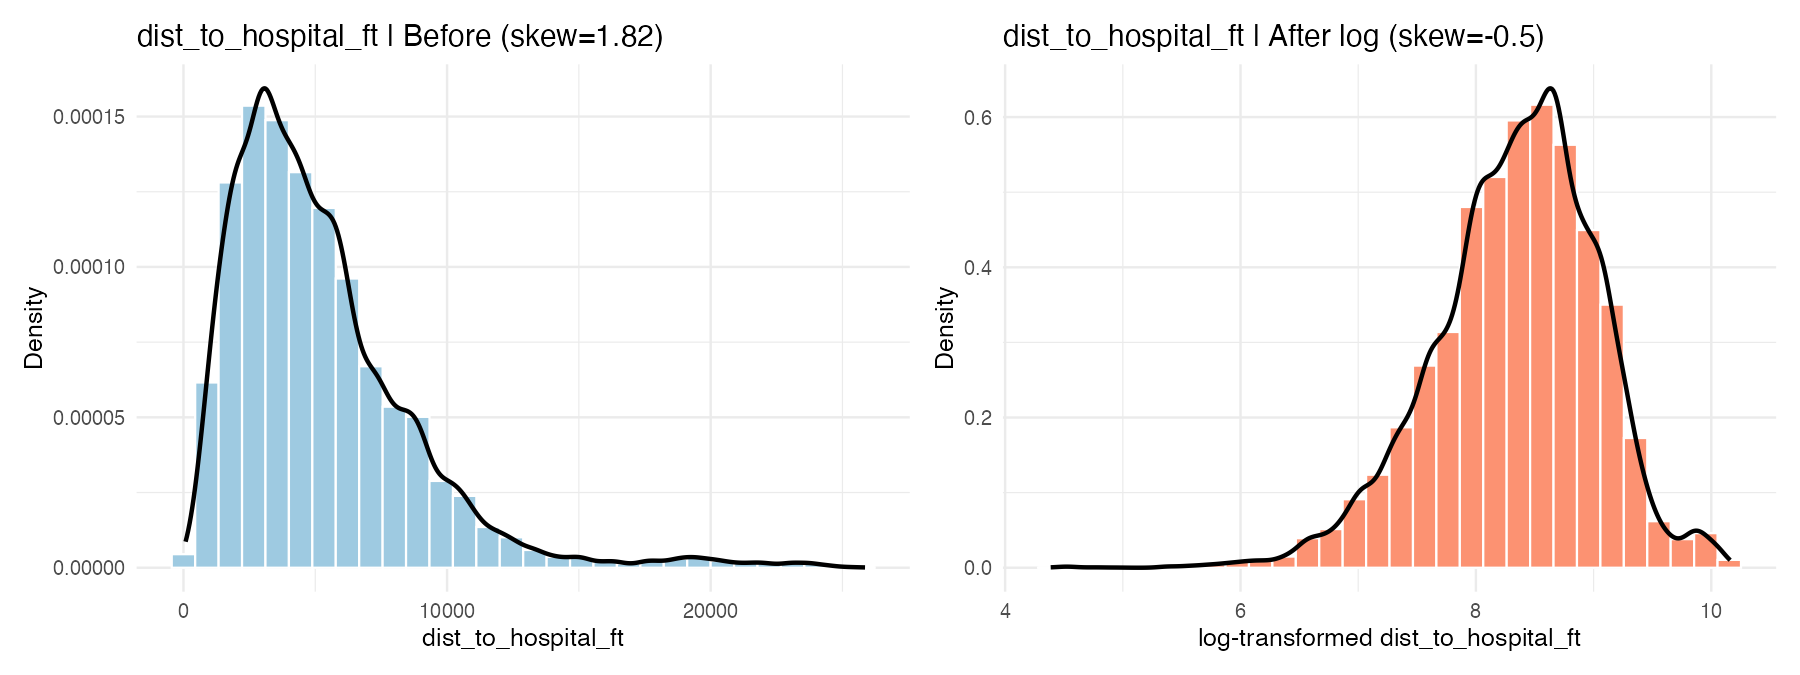 dist_to_hospital_ft | Before (skew=1.82)
0.00015
0.00010
0.00005
0.00000
Density
0
10000
20000
dist_to_hospital_ft
dist_to_hospital_ft | After log (skew=-0.5)
0.6
0.4
0.2
0.0
Density
4
6
8
10
log-transformed dist_to_hospital_ft